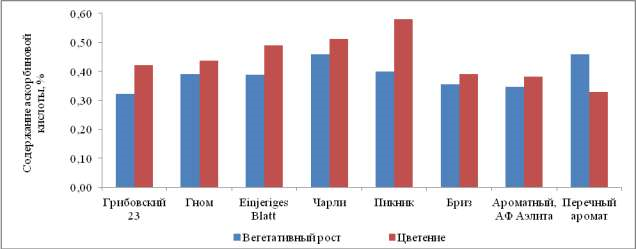 Содержание аскорбиновой
кислоты, %
0,60
0,50
0,40
0,30
0,20
0,10
0,00
Грибовский 23
Гном
Einjeriges Blatt
Чарли
Пикник
Бриз
Ароматный, АФ Аэлита
Перечный аромат
Вегетативный рост
Цветение